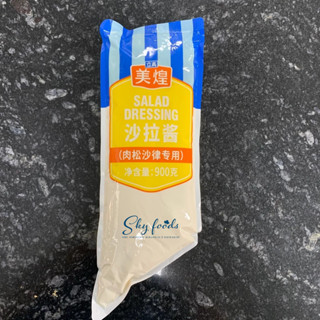 美煌
SALAD
DRESSING
沙拉酱
(肉松沙律专用)
净含量:900克
Sky foods